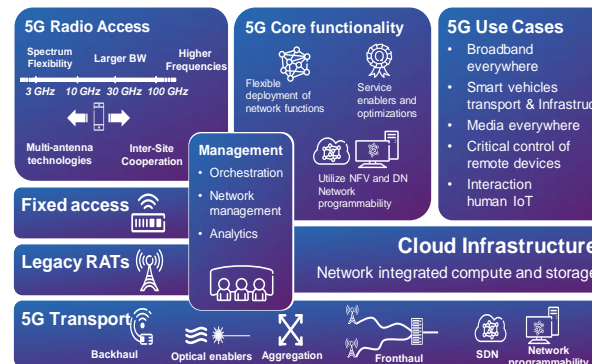 5G Radio Access
Spectrum
Flexibility
Larger BW
Higher
Frequencies
3 GHz 10 GHz 30 GHz 100 GHz
Multi-antenna
technologies
Inter-Site
Cooperation
5G Core functionality
Flexible
deployment of
network functions
Service
enablers and
optimizations
Utilize NFV and DN
Network
programmability
5G Use Cases
• Broadband
everywhere
• Smart vehicles
transport & Infrastruc
• Media everywhere
• Critical control of
remote devices
• Interaction
human IoT
Management
• Orchestration
• Network
management
• Analytics
Fixed access
Legacy RATs
Cloud Infrastructure
Network integrated compute and storage
5G Transport
Backhaul
Optical enablers
Aggregation
Fronthaul
SDN
Network
programmability